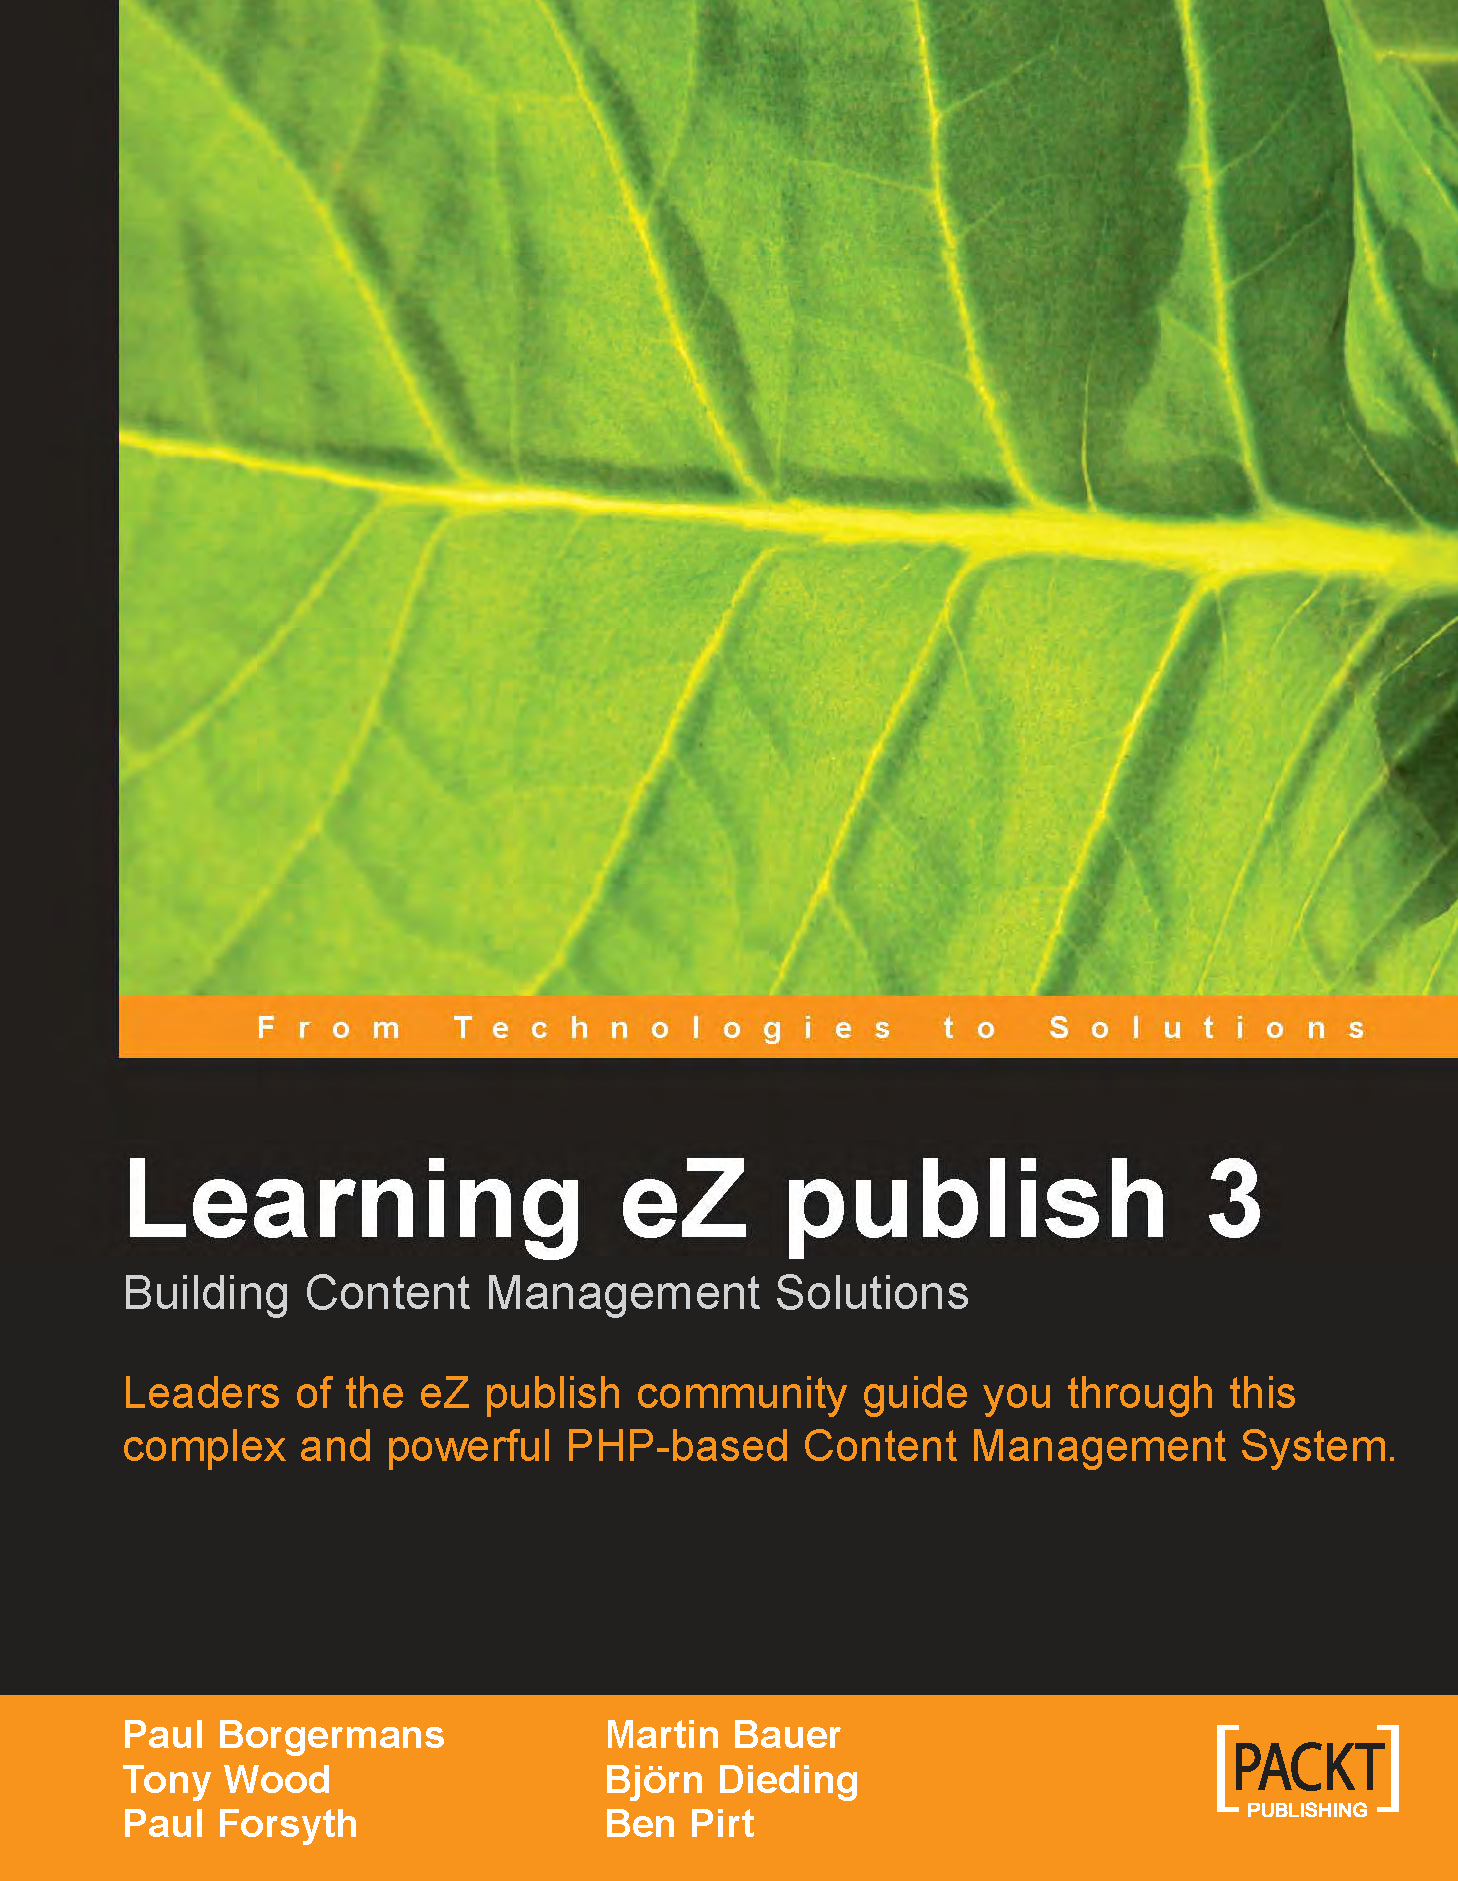 From Technologies to Solutions
Learning eZ publish 3
Building Content Management Solutions
Leaders of the eZ publish community guide you through this
complex and powerful PHP-based Content Management System.
Paul Borgermans
Tony Wood
Paul Forsyth
Martin Bauer
Björn Dieding
Ben Pirt
[PACKT]
PUBLISHING